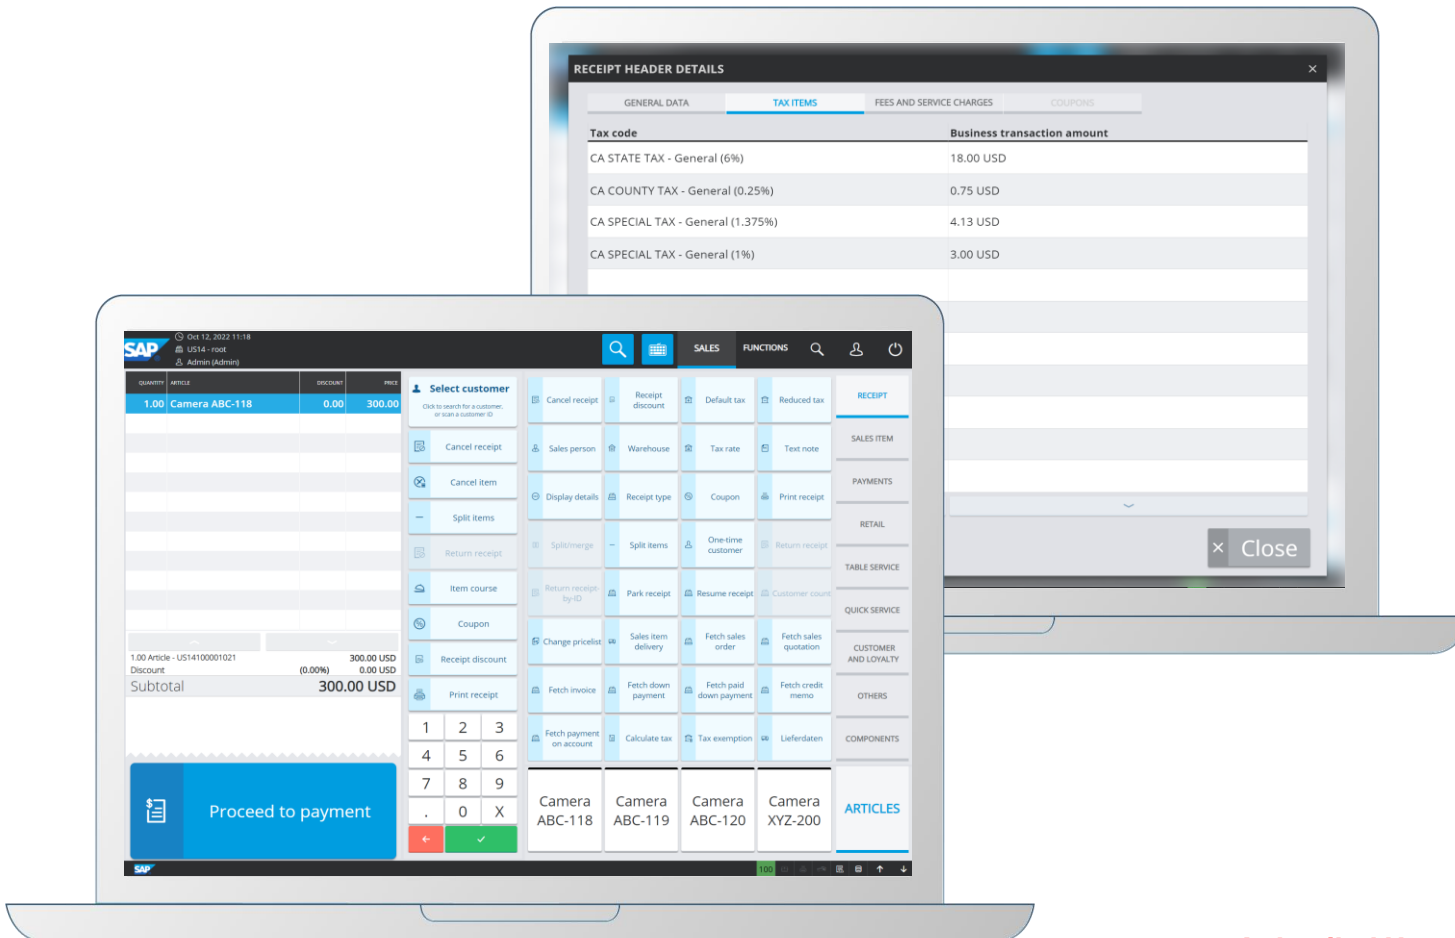 RECEIPT HEADER DETAILS ×
GENERAL DATA TAX ITEMS FEES AND SERVICE CHARGES COUPONS
Tax code Business transaction amount
CA STATE TAX - General (6%) 18.00 USD
CA COUNTY TAX - General (0.25%) 0.75 USD
CA SPECIAL TAX - General (1.375%) 4.13 USD
CA SPECIAL TAX - General (1%) 3.00 USD
× Close
SAP
Oct 12, 2022 11:18
US14 - root
Admin (Admin)
SALES FUNCTIONS
QUANTITY ARTICLE DISCOUNT PRICE
1.00 Camera ABC-118 0.00 300.00
1.00 Article - US14100001021 300.00 USD
Discount (0.00%) 0.00 USD
Subtotal 300.00 USD
Proceed to payment
Select customer
Click to search for a customer,
or scan a customer ID
Cancel receipt
Cancel item
Split items
Return receipt
Item course
Coupon
Receipt discount
Print receipt
1 2 3
4 5 6
7 8 9
. 0 X
Cancel receipt
Receipt
discount
Default tax
Reduced tax
Sales person
Warehouse
Tax rate
Text note
Display details
Receipt type
Coupon
Print receipt
Split/merge
Split items
One-time
customer
Return receipt
Return receipt-
by-ID
Park receipt
Resume receipt
Customer count
Change pricelist
Sales item
delivery
Fetch sales
order
Fetch sales
quotation
Fetch invoice
Fetch down
payment
Fetch paid
down payment
Fetch credit
memo
Fetch payment
on account
Calculate tax
Tax exemption
Lieferdaten
Camera
ABC-118
Camera
ABC-119
Camera
ABC-120
Camera
XYZ-200
RECEIPT
SALES ITEM
PAYMENTS
RETAIL
TABLE SERVICE
QUICK SERVICE
CUSTOMER
AND LOYALTY
OTHERS
COMPONENTS
ARTICLES
SAP
100